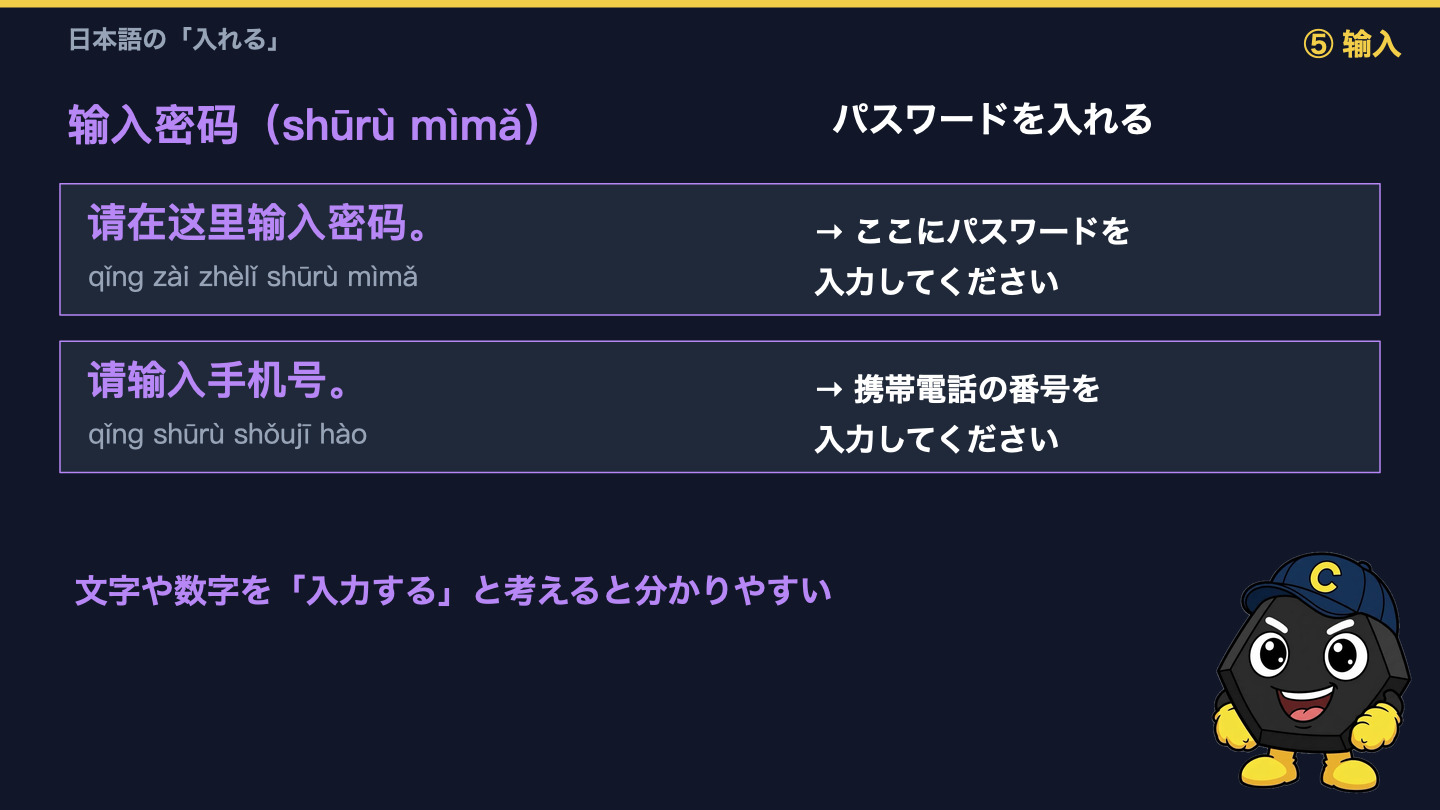 日本語の「入れる」
⑤ 输入
输入密码（shūrù mìmǎ）
パスワードを入れる
请在这里输入密码。
qǐng zài zhèlǐ shūrù mìmǎ
→ ここにパスワードを
入力してください
请输入手机号。
qǐng shūrù shǒujī hào
→ 携帯電話の番号を
入力してください
文字や数字を「入力する」と考えると分かりやすい
C